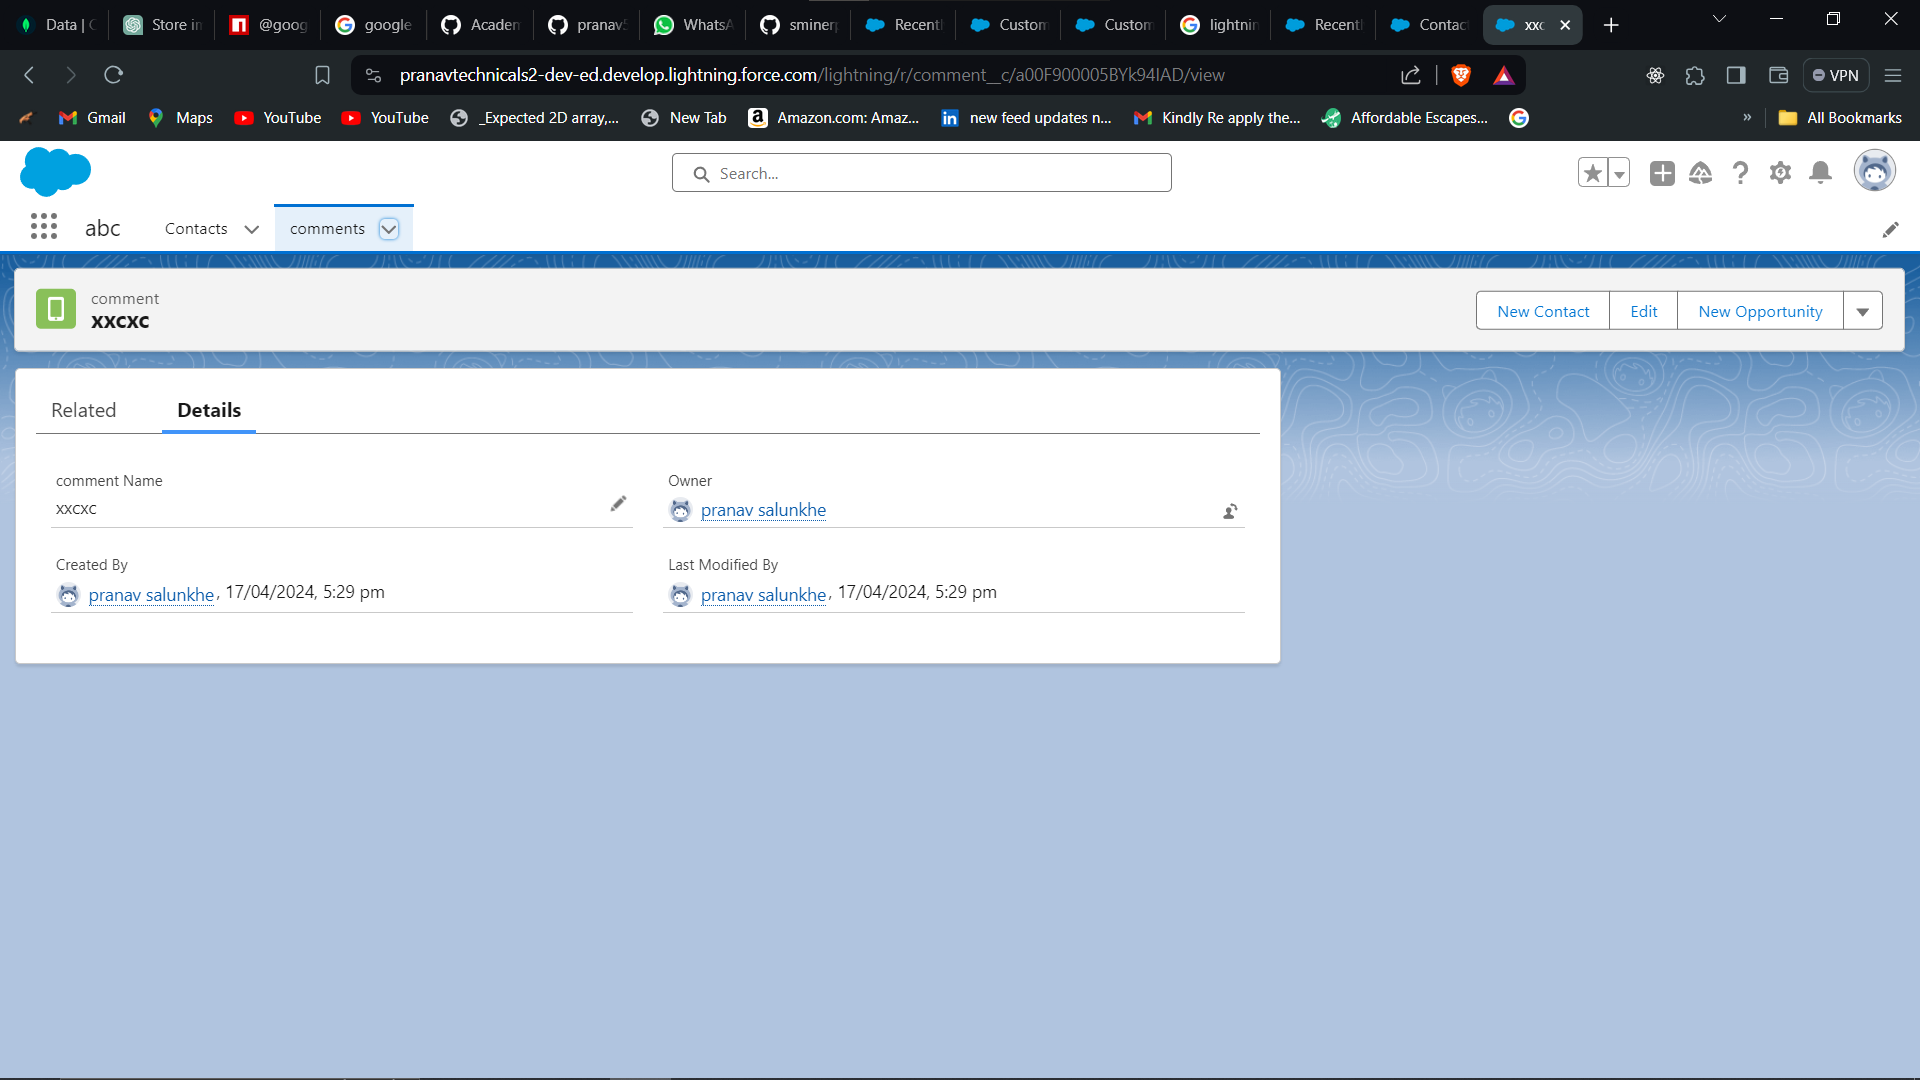 Data | C
Store in
@goog
google
Academ
pranav
WhatsA
sminer
Recentl
Custom
Custom
lightnin
Recentl
Contac
xxc
pranavtechnicals2-dev-ed.develop.lightning.force.com/lightning/r/comment__c/a00F900005BYk94IAD/view
VPN
Gmail
Maps
YouTube
YouTube
_Expected 2D array,...
New Tab
Amazon.com: Amaz...
new feed updates n...
Kindly Re apply the...
Affordable Escapes...
»
All Bookmarks
Search...
abc
Contacts
comments
comment
xxcxc
New Contact
Edit
New Opportunity
Related
Details
comment Name
xxcxc
Owner
pranav salunkhe
Created By
pranav salunkhe, 17/04/2024, 5:29 pm
Last Modified By
pranav salunkhe, 17/04/2024, 5:29 pm